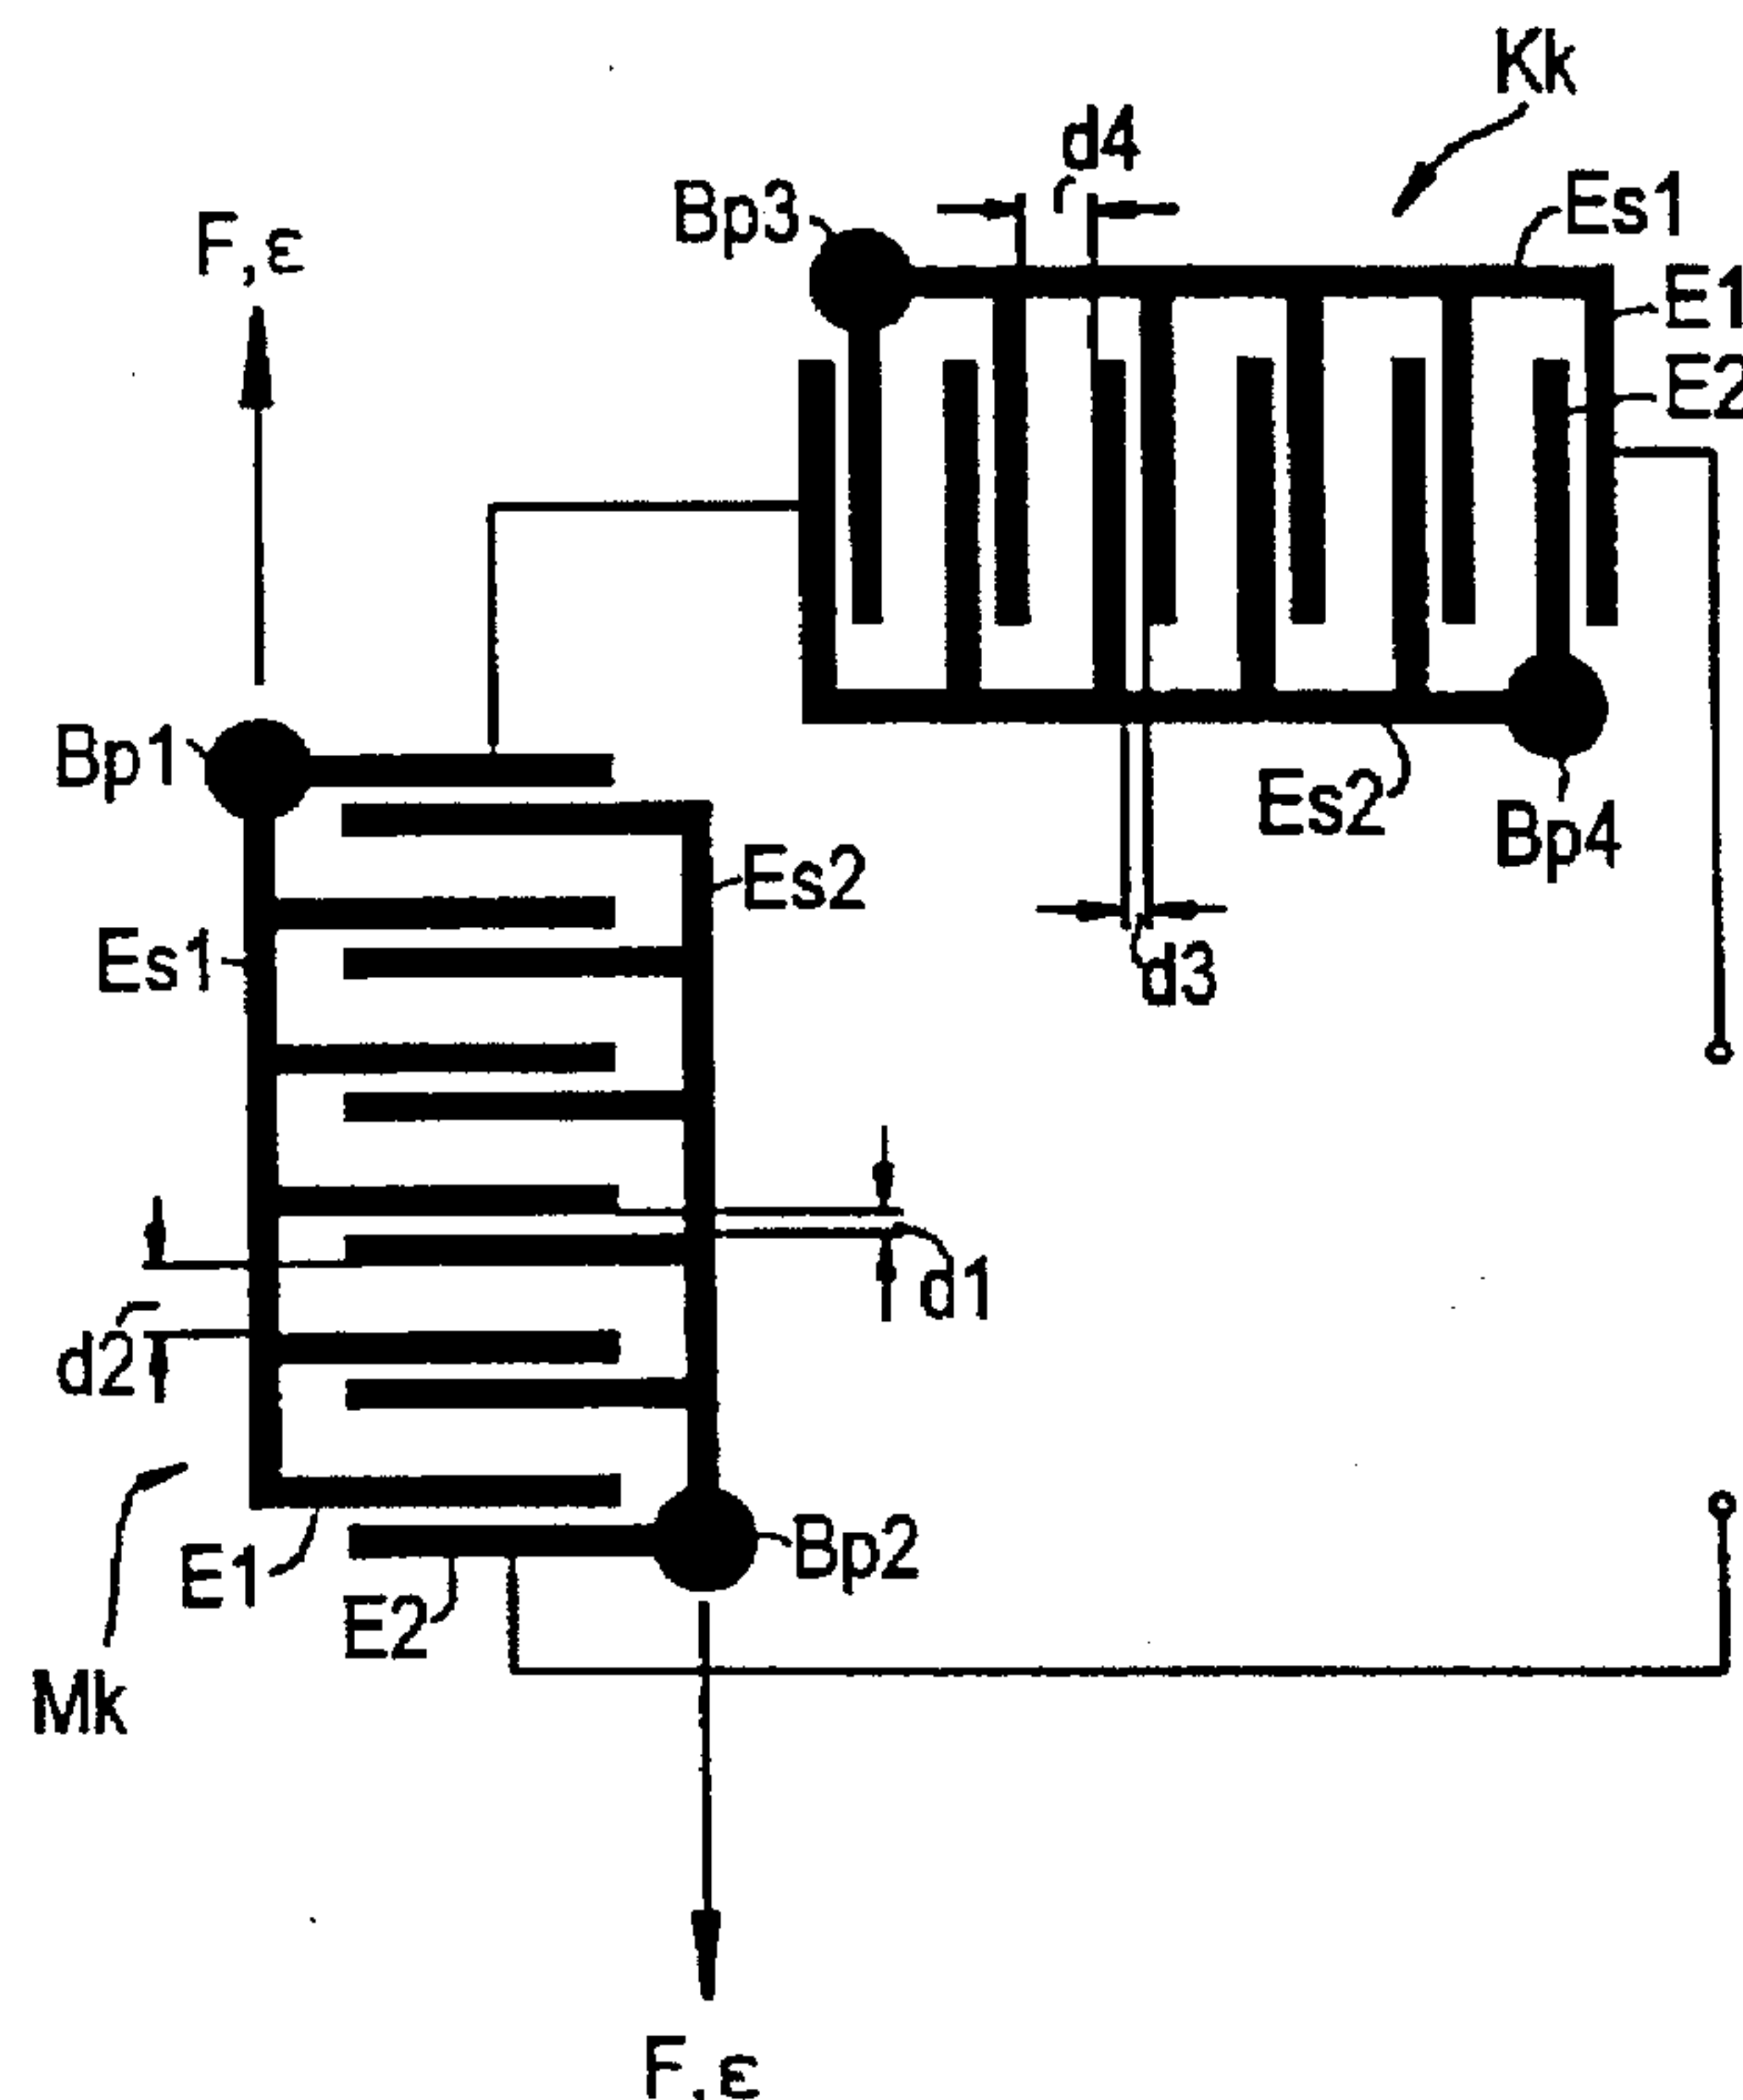 Kk
d4
Bp3
Es1
F,ε
E1
E2
Bp1
Es2
Bp4
Es2
Es1
d3
d1
d2
Bp2
E1
E2
Mk
F,ε